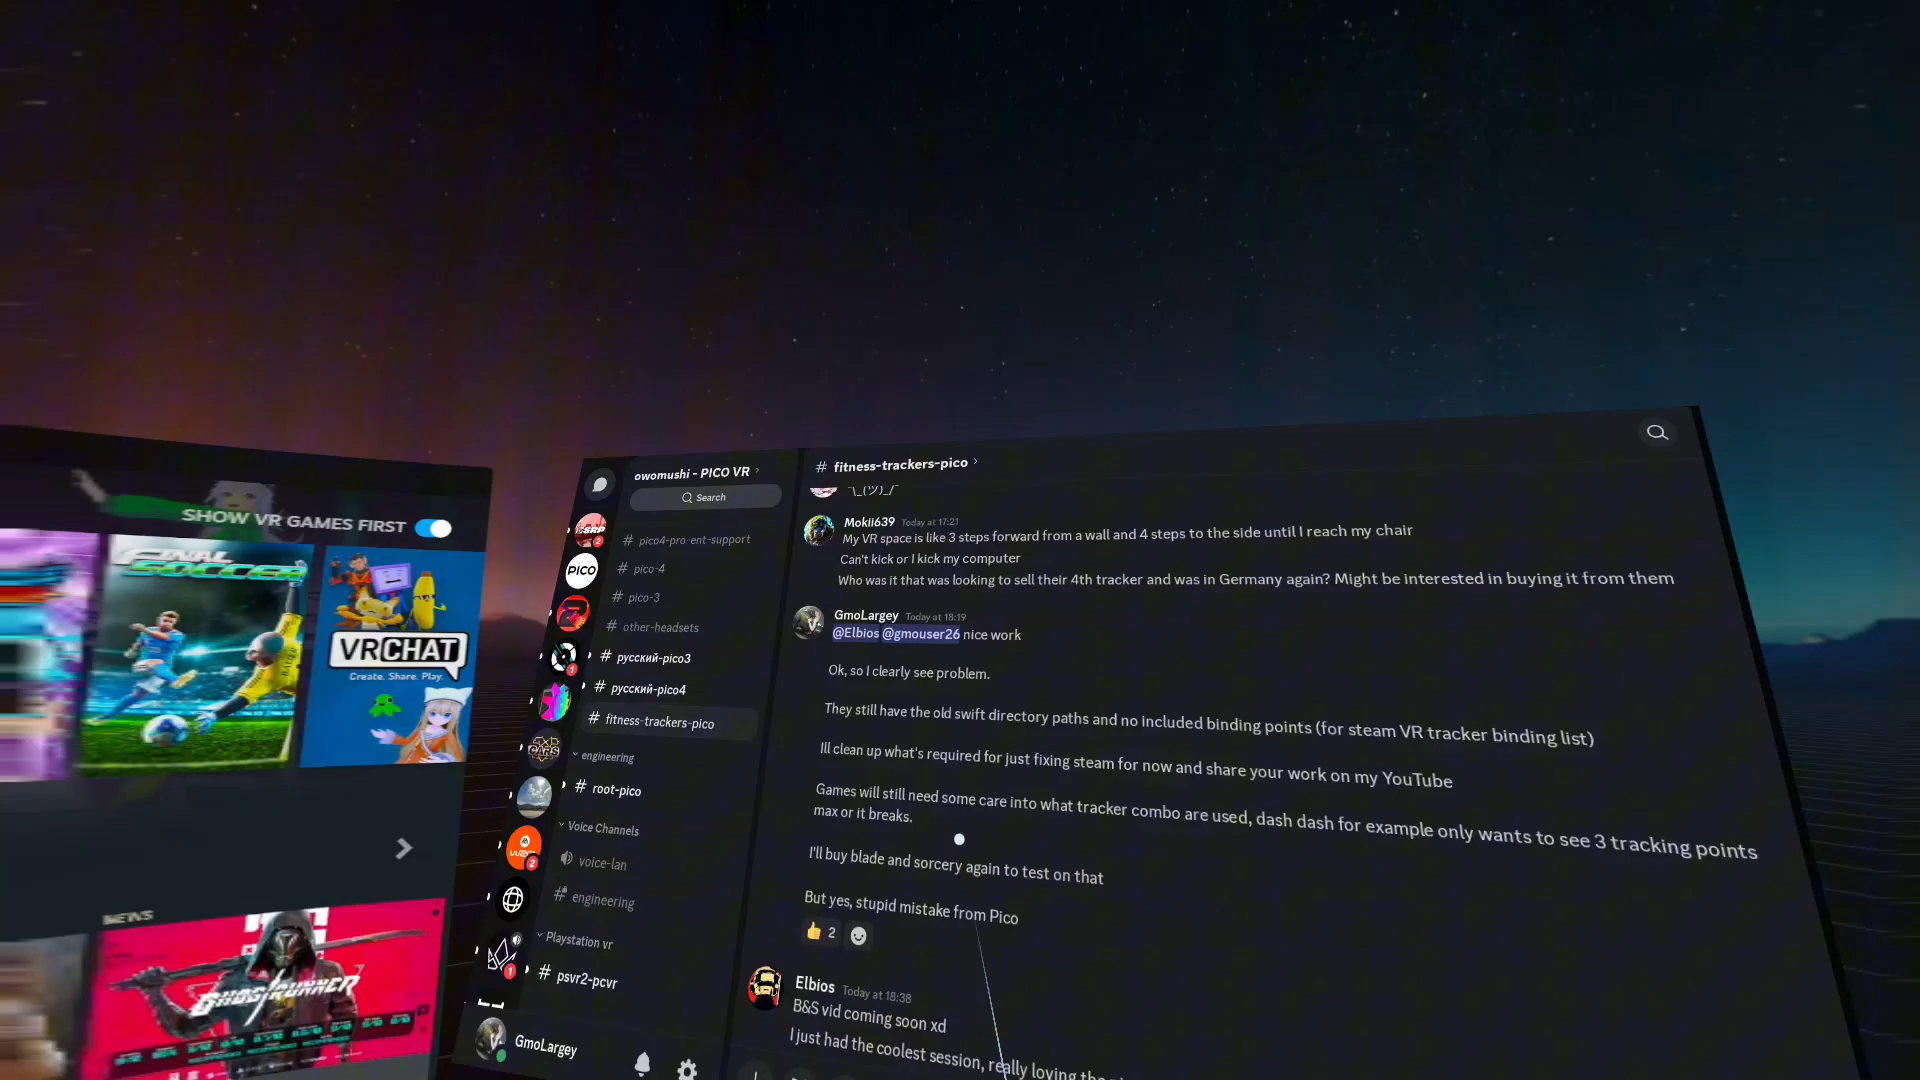 SHOW VR GAMES FIRST
FINAL
SOCCER
VRCHAT
Create. Share. Play.
NEWS
GHOSTRUNNER
owomushi - PICO VR
Search
# pico4-pro-ent-support
# pico-4
# pico-3
# other-headsets
# русский-pico3
# русский-pico4
# fitness-trackers-pico
engineering
# root-pico
Voice Channels
voice-lan
# engineering
Playstation vr
# psvr2-pcvr
2
PICO
1
CARS
2
1
GmoLargey
# fitness-trackers-pico
¯\_(ツ)_/¯
Mokii639 Today at 17:21
My VR space is like 3 steps forward from a wall and 4 steps to the side until I reach my chair
Can't kick or I kick my computer
Who was it that was looking to sell their 4th tracker and was in Germany again? Might be interested in buying it from them
GmoLargey Today at 18:19
@Elbios @gmouser26 nice work
Ok, so I clearly see problem.
They still have the old swift directory paths and no included binding points (for steam VR tracker binding list)
Ill clean up what's required for just fixing steam for now and share your work on my YouTube
Games will still need some care into what tracker combo are used, dash dash for example only wants to see 3 tracking points
max or it breaks.
I'll buy blade and sorcery again to test on that
But yes, stupid mistake from Pico
2
Elbios Today at 18:38
B&S vid coming soon xd
I just had the coolest session, really loving the